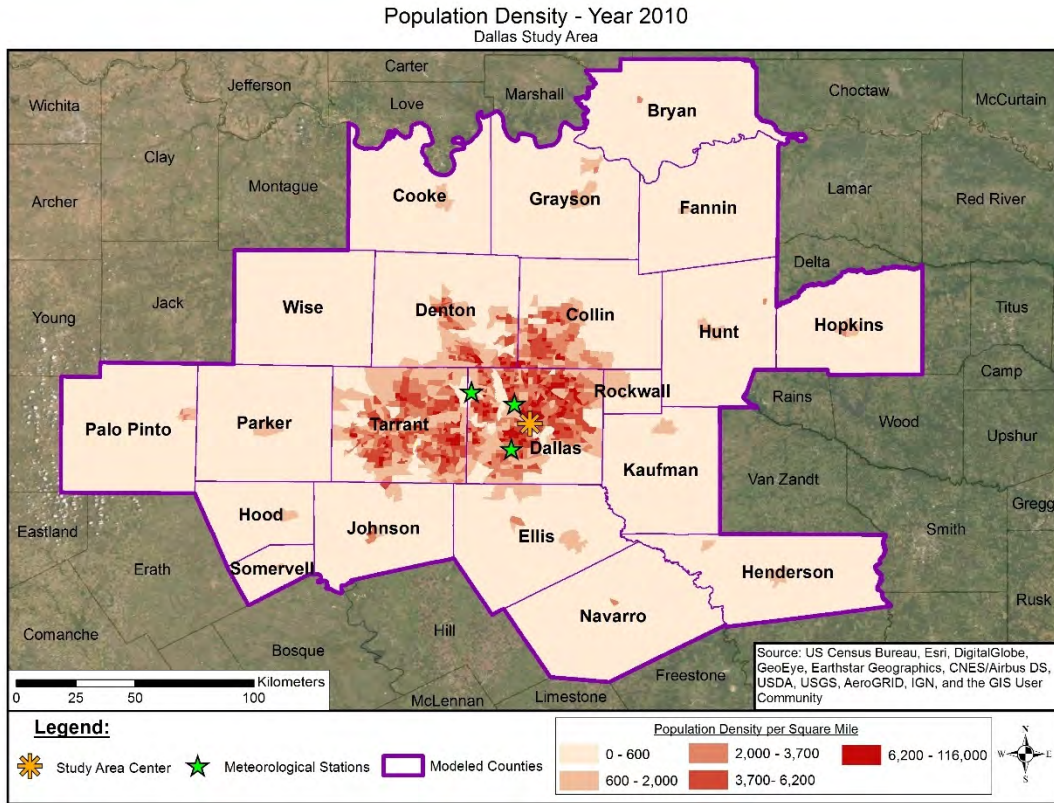 Population Density - Year 2010
Dallas Study Area
Carter
Jefferson
Wichita
Love
Marshall
Bryan
Choctaw
McCurtain
Clay
Montague
Archer
Cooke
Grayson
Fannin
Lamar
Red River
Delta
Young
Jack
Wise
Denton
Collin
Hunt
Hopkins
Titus
Camp
Palo Pinto
Parker
Tarrant
Dallas
Rockwall
Rains
Wood
Upshur
Kaufman
Van Zandt
Gregg
Eastland
Hood
Johnson
Ellis
Smith
Erath
Somervell
Henderson
Rusk
Comanche
Bosque
Hill
Navarro
Freestone
McLennan
Limestone
Source: US Census Bureau, Esri, DigitalGlobe,
GeoEye, Earthstar Geographics, CNES/Airbus DS,
USDA, USGS, AeroGRID, IGN, and the GIS User
Community
Kilometers
0 25 50 100
Legend:
Study Area Center
Meteorological Stations
Modeled Counties
Population Density per Square Mile
0 - 600
2,000 - 3,700
6,200 - 116,000
600 - 2,000
3,700- 6,200
N
W E
S